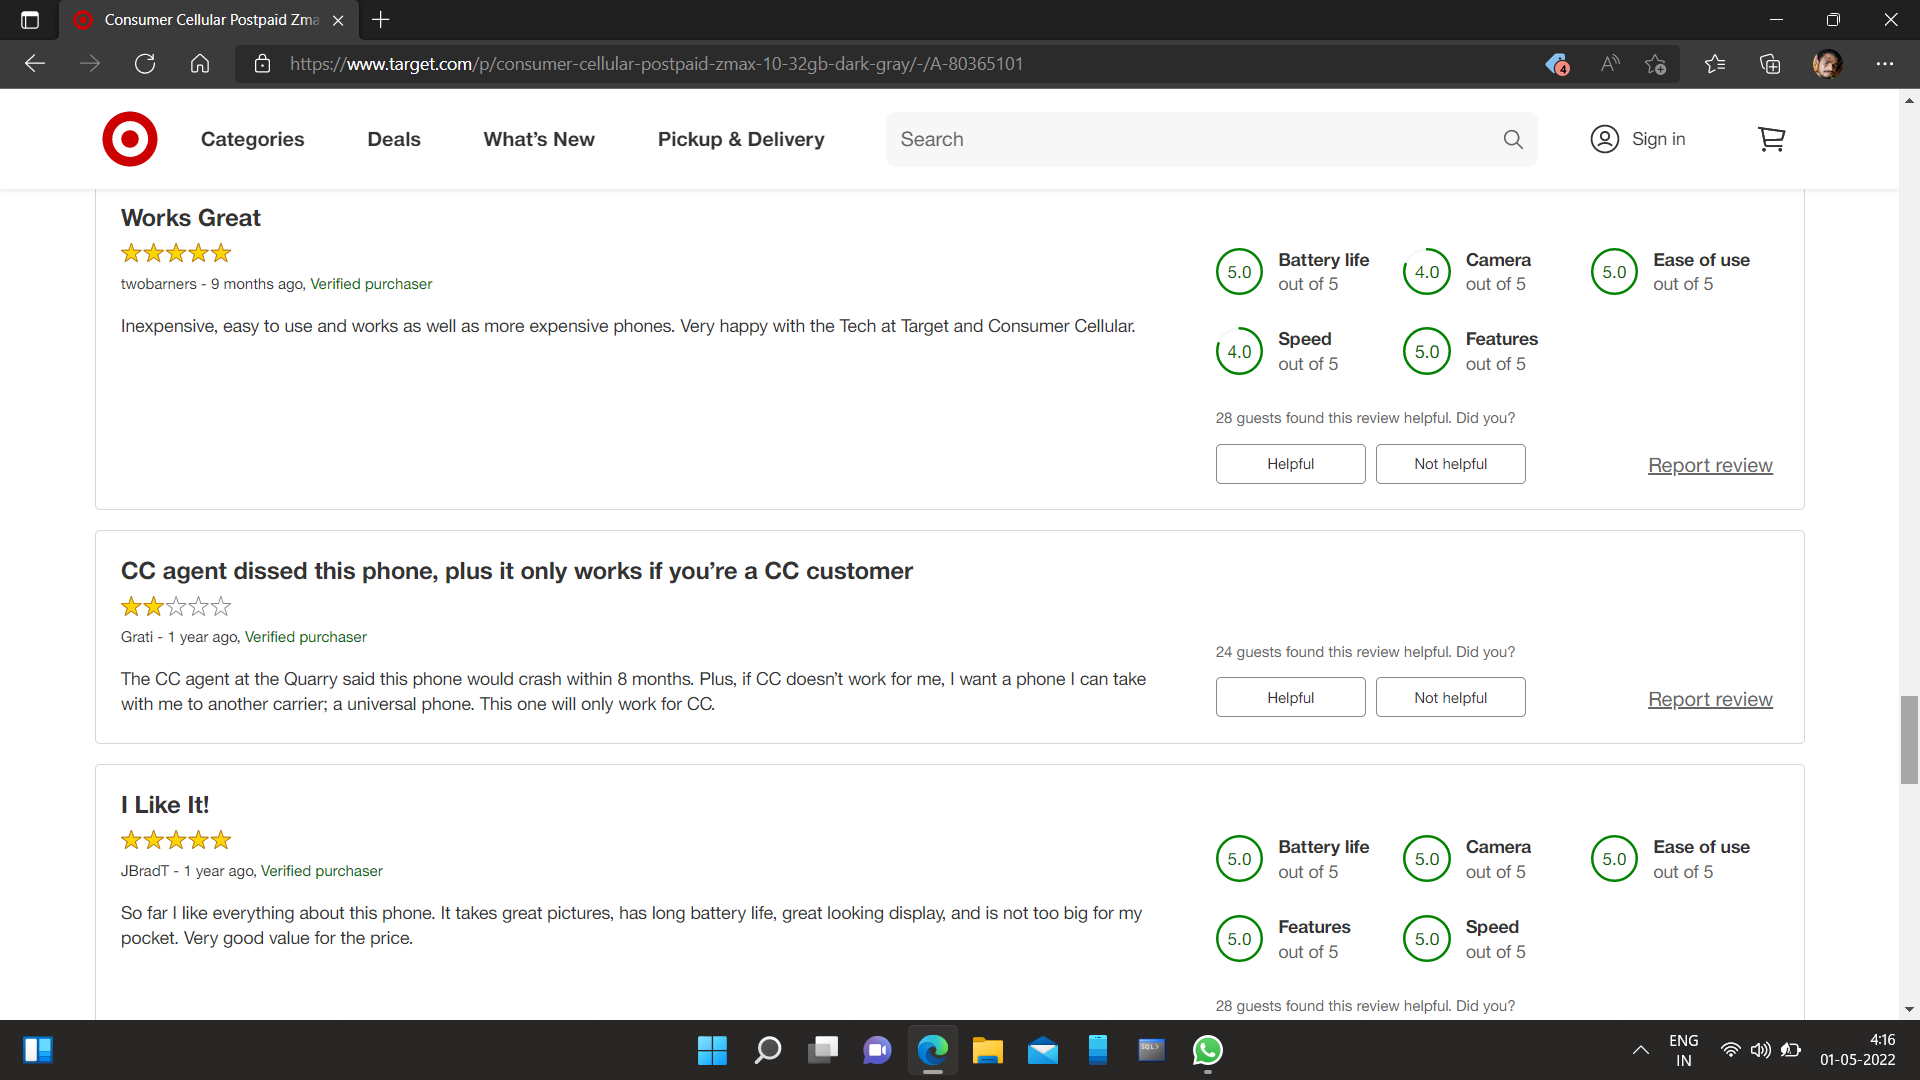 Consumer Cellular Postpaid Zma
https://www.target.com/p/consumer-cellular-postpaid-zmax-10-32gb-dark-gray/-/A-80365101
4
Categories Deals What's New Pickup & Delivery Search Sign in
Works Great
twobarners - 9 months ago, Verified purchaser
Inexpensive, easy to use and works as well as more expensive phones. Very happy with the Tech at Target and Consumer Cellular.
5.0 Battery life out of 5
4.0 Camera out of 5
5.0 Ease of use out of 5
4.0 Speed out of 5
5.0 Features out of 5
28 guests found this review helpful. Did you?
Helpful Not helpful Report review
CC agent dissed this phone, plus it only works if you're a CC customer
Grati - 1 year ago, Verified purchaser
The CC agent at the Quarry said this phone would crash within 8 months. Plus, if CC doesn't work for me, I want a phone I can take
with me to another carrier; a universal phone. This one will only work for CC.
24 guests found this review helpful. Did you?
Helpful Not helpful Report review
I Like It!
JBradT - 1 year ago, Verified purchaser
So far I like everything about this phone. It takes great pictures, has long battery life, great looking display, and is not too big for my
pocket. Very good value for the price.
5.0 Battery life out of 5
5.0 Camera out of 5
5.0 Ease of use out of 5
5.0 Features out of 5
5.0 Speed out of 5
28 guests found this review helpful. Did you?
SQL>
ENG
IN
4:16
01-05-2022